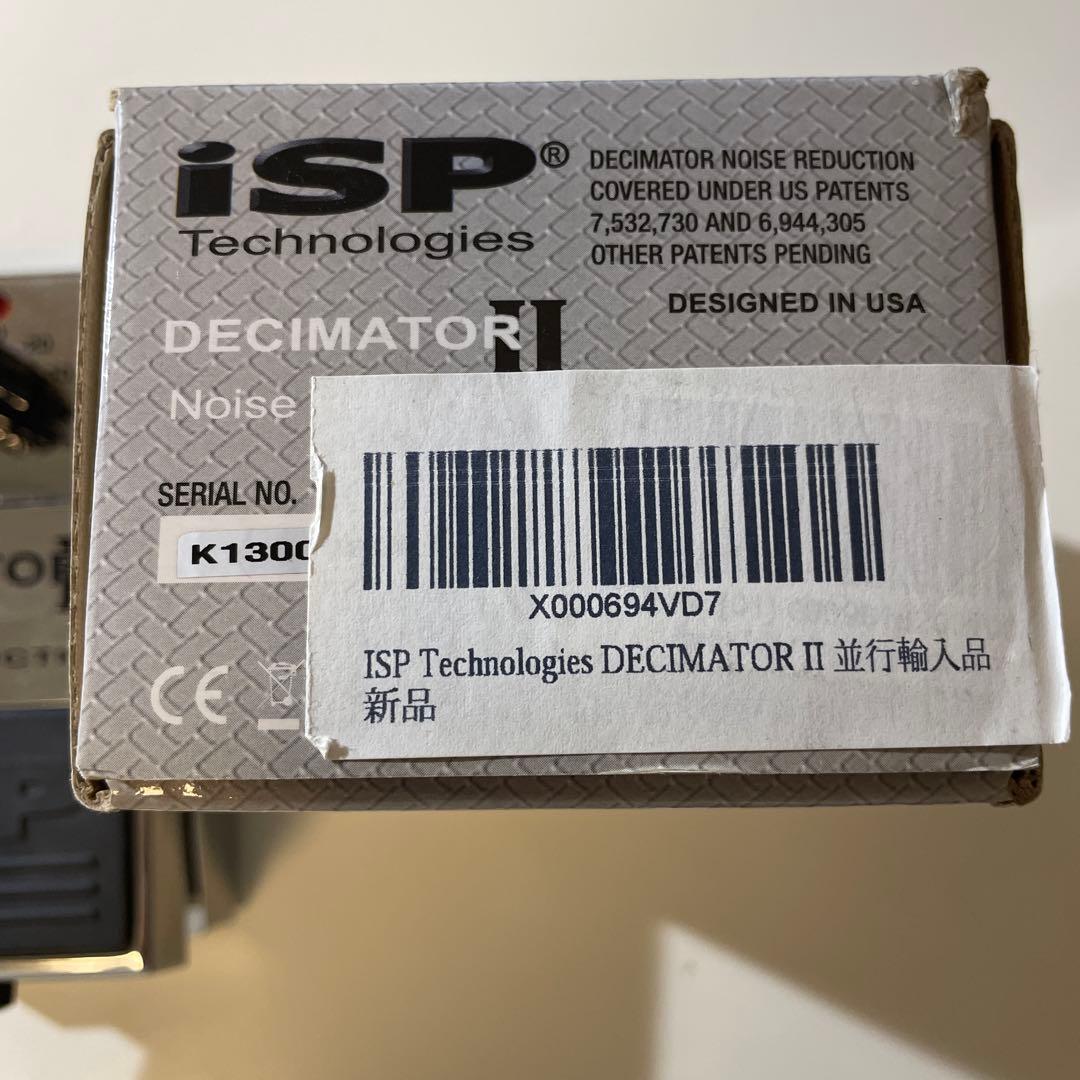 iSP®
Technologies
DECIMATOR NOISE REDUCTION
COVERED UNDER US PATENTS
7,532,730 AND 6,944,305
OTHER PATENTS PENDING
DESIGNED IN USA
DECIMATOR II
Noise
SERIAL NO.
K1300
X000694VD7
ISP Technologies DECIMATOR II 並行輸入品
新品
CE